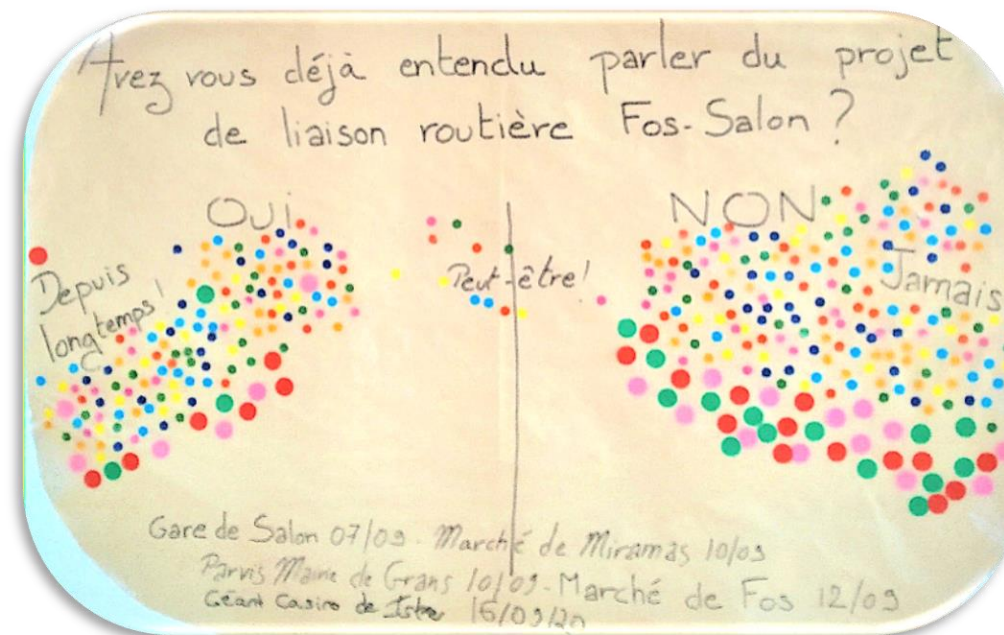 Avez vous déjà entendu parler du projet
de liaison routière Fos-Salon ?
OUI
NON
Depuis
longtemps !
Peut-être !
Jamais
Gare de Salon 07/09 - Marché de Miramas 10/09
Parvis Mairie de Grans 10/09 - Marché de Fos 12/09
Géant Casino de Istres 16/09/20